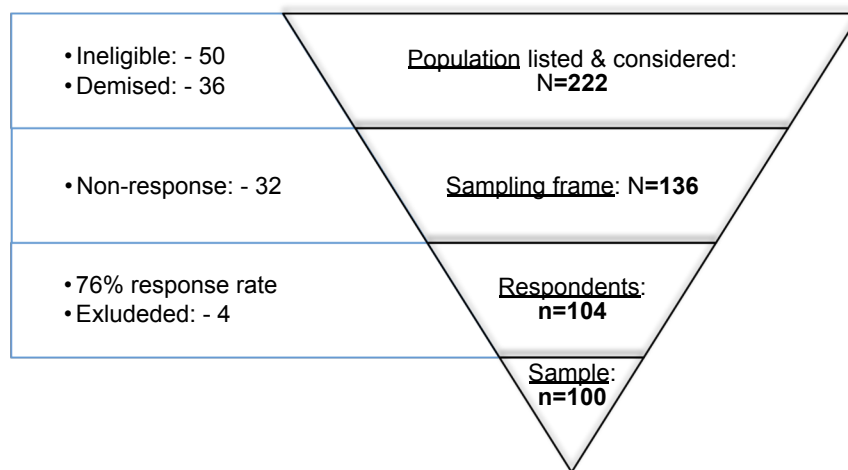 • Ineligible: - 50
• Demised: - 36
Population listed & considered:
N=222
• Non-response: - 32
Sampling frame: N=136
• 76% response rate
• Exludeded: - 4
Respondents:
n=104
Sample:
n=100